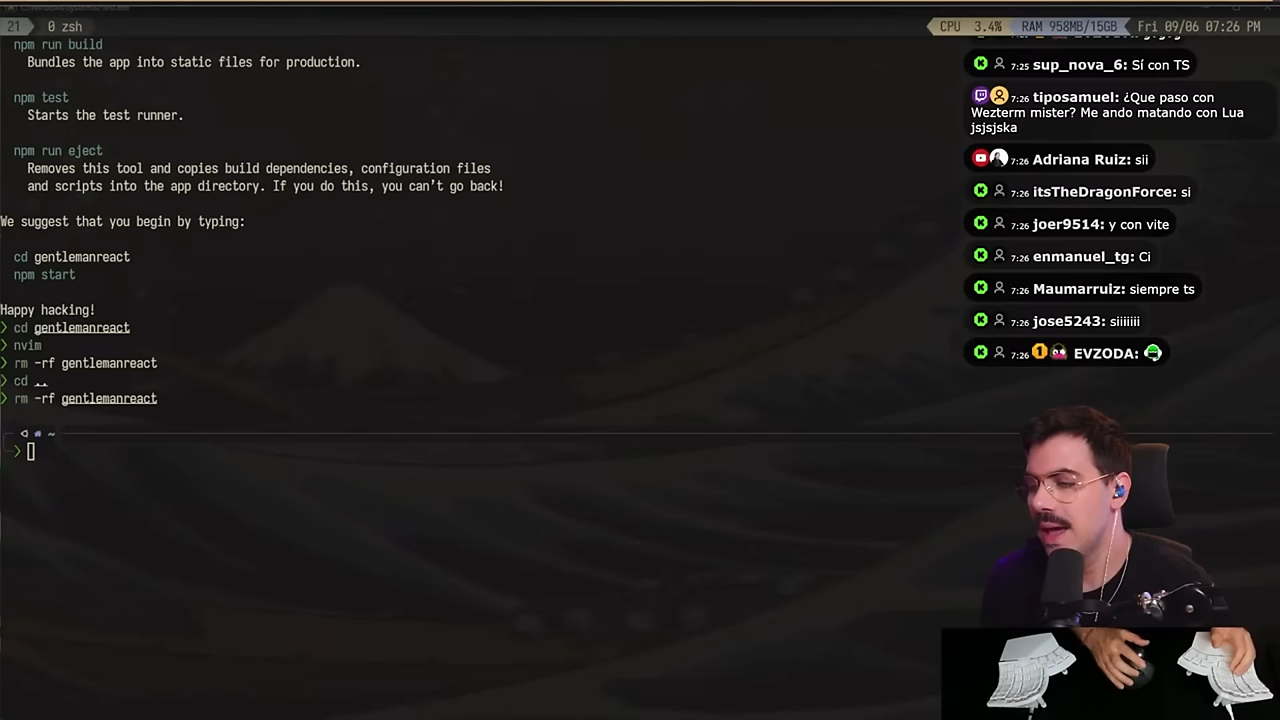 21 0 zsh
CPU 3.4% RAM 958MB/15GB Fri 09/06 07:26 PM
npm run build
Bundles the app into static files for production.
npm test
Starts the test runner.
npm run eject
Removes this tool and copies build dependencies, configuration files
and scripts into the app directory. If you do this, you can't go back!
We suggest that you begin by typing:
cd gentlemanreact
npm start
Happy hacking!
❯ cd gentlemanreact
❯ nvim
❯ rm -rf gentlemanreact
❯ cd ..
❯ rm -rf gentlemanreact
~
❯
7:25 sup_nova_6: Sí con TS
7:26 tiposamuel: ¿Que paso con
Wezterm mister? Me ando matando con Lua
jsjsjska
7:26 Adriana Ruiz: sii
7:26 itsTheDragonForce: si
7:26 joer9514: y con vite
7:26 enmanuel_tg: Ci
7:26 Maumarruiz: siempre ts
7:26 jose5243: siiiiiii
7:26 1 EVZODA: